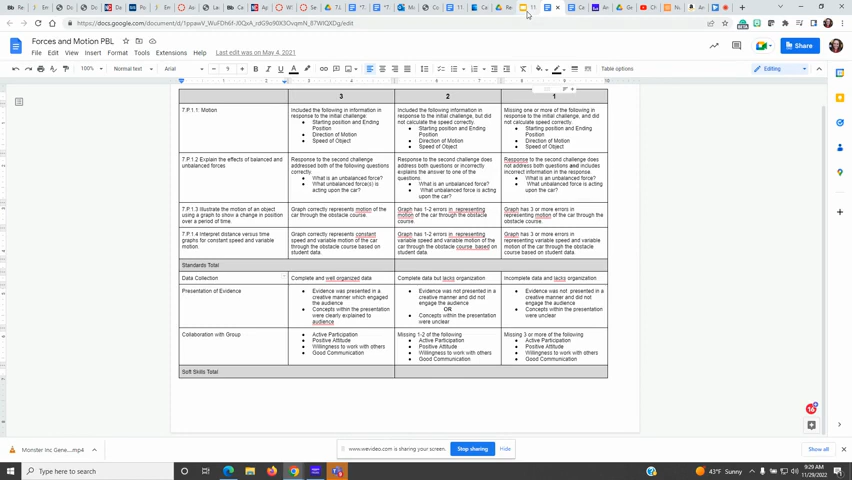 https://docs.google.com/document/d/1ppawvV_WuFDh6f-J0QxA_rdG9o90X3OvqmN_87WlQXDg/edit
Forces and Motion PBL
Share
File Edit View Insert Format Tools Extensions Help Last edit was on May 4, 2021
100% Normal text Arial Table options Editing
3 2 1
7.P.1.1: Motion
Included the following in information in
response to the initial challenge:
Starting position and Ending
Position
Direction of Motion
Speed of Object
Included the following information in
response to the initial challenge, but did
not calculate the speed correctly.
Starting position and Ending
Position
Direction of Motion
Speed of Object
Missing one or more of the following in
response to the initial challenge, and did
not calculate speed correctly.
Starting position and Ending
Position
Direction of Motion
Speed of Object
7.P.1.2 Explain the effects of balanced and
unbalanced forces
Response to the second challenge
addressed both of the following questions
correctly.
What is an unbalanced force?
What unbalanced force(s) is
acting upon the car?
Response to the second challenge does
address both questions or incorrectly
explains the answer to one of the
questions.
What is an unbalanced force?
What unbalanced force is acting
upon the car?
Response to the second challenge does
not address both questions and includes
incorrect information in the response.
What is an unbalanced force?
What unbalanced force is acting
upon the car?
7.P.1.3 Illustrate the motion of an object
using a graph to show a change in position
over a period of time.
Graph correctly represents motion of the
car through the obstacle course.
Graph has 1-2 errors in representing
motion of the car through the obstacle
course.
Graph has 3 or more errors in
representing motion of the car through the
obstacle course.
7.P.1.4 Interpret distance versus time
graphs for constant speed and variable
motion.
Graph correctly represents constant
speed and variable motion of the car
through the obstacle course based on
student data.
Graph has 1-2 errors in representing
variable speed and variable motion of the
car through the obstacle course based on
student data.
Graph has 3 or more errors in
representing variable speed and variable
motion of the car through the obstacle
course based on student data.
Standards Total
Data Collection
Complete and well organized data
Complete data but lacks organization
Incomplete data and lacks organization
Presentation of Evidence
Evidence was presented in a
creative manner which engaged
the audience
Concepts within the presentation
were clearly explained to
audience
Evidence was not presented in a
creative manner and did not
engage the audience
OR
Concepts within the presentation
were unclear
Evidence was not presented in a
creative manner and did not
engage the audience
Concepts within the presentation
were unclear
Collaboration with Group
Active Participation
Positive Attitude
Willingness to work with others
Good Communication
Missing 1-2 of the following
Active Participation
Positive Attitude
Willingness to work with others
Good Communication
Missing 3 or more of the following
Active Participation
Positive Attitude
Willingness to work with others
Good Communication
Soft Skills Total
Monster Inc Gene....mp4
www.wevideo.com is sharing your screen. Stop sharing Hide
Show all
Type here to search
43°F Sunny
9:29 AM
11/29/2022